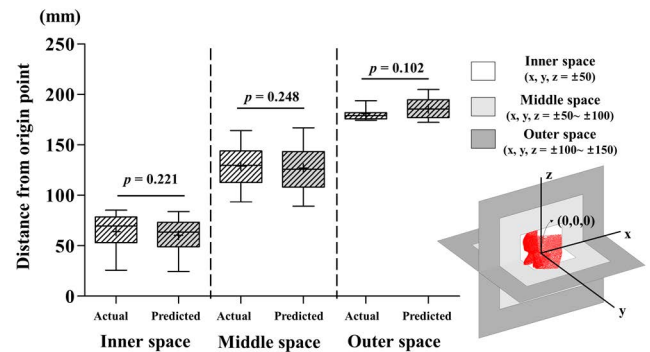 (mm)
Distance from origin point
300
250
200
150
100
50
0
p = 0.221
p = 0.248
p = 0.102
Actual Predicted Actual Predicted Actual Predicted
Inner space Middle space Outer space
Inner space
(x, y, z = ±50)
Middle space
(x, y, z = ±50~ ±100)
Outer space
(x, y, z = ±100~ ±150)
z
(0,0,0)
x
y